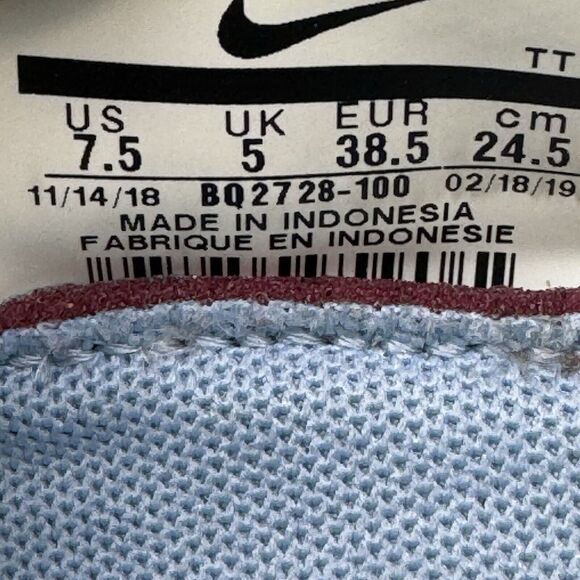 TT
US UK EUR cm
7.5 5 38.5 24.5
11/14/18 BQ2728-100 02/18/19
MADE IN INDONESIA
FABRIQUE EN INDONESIE